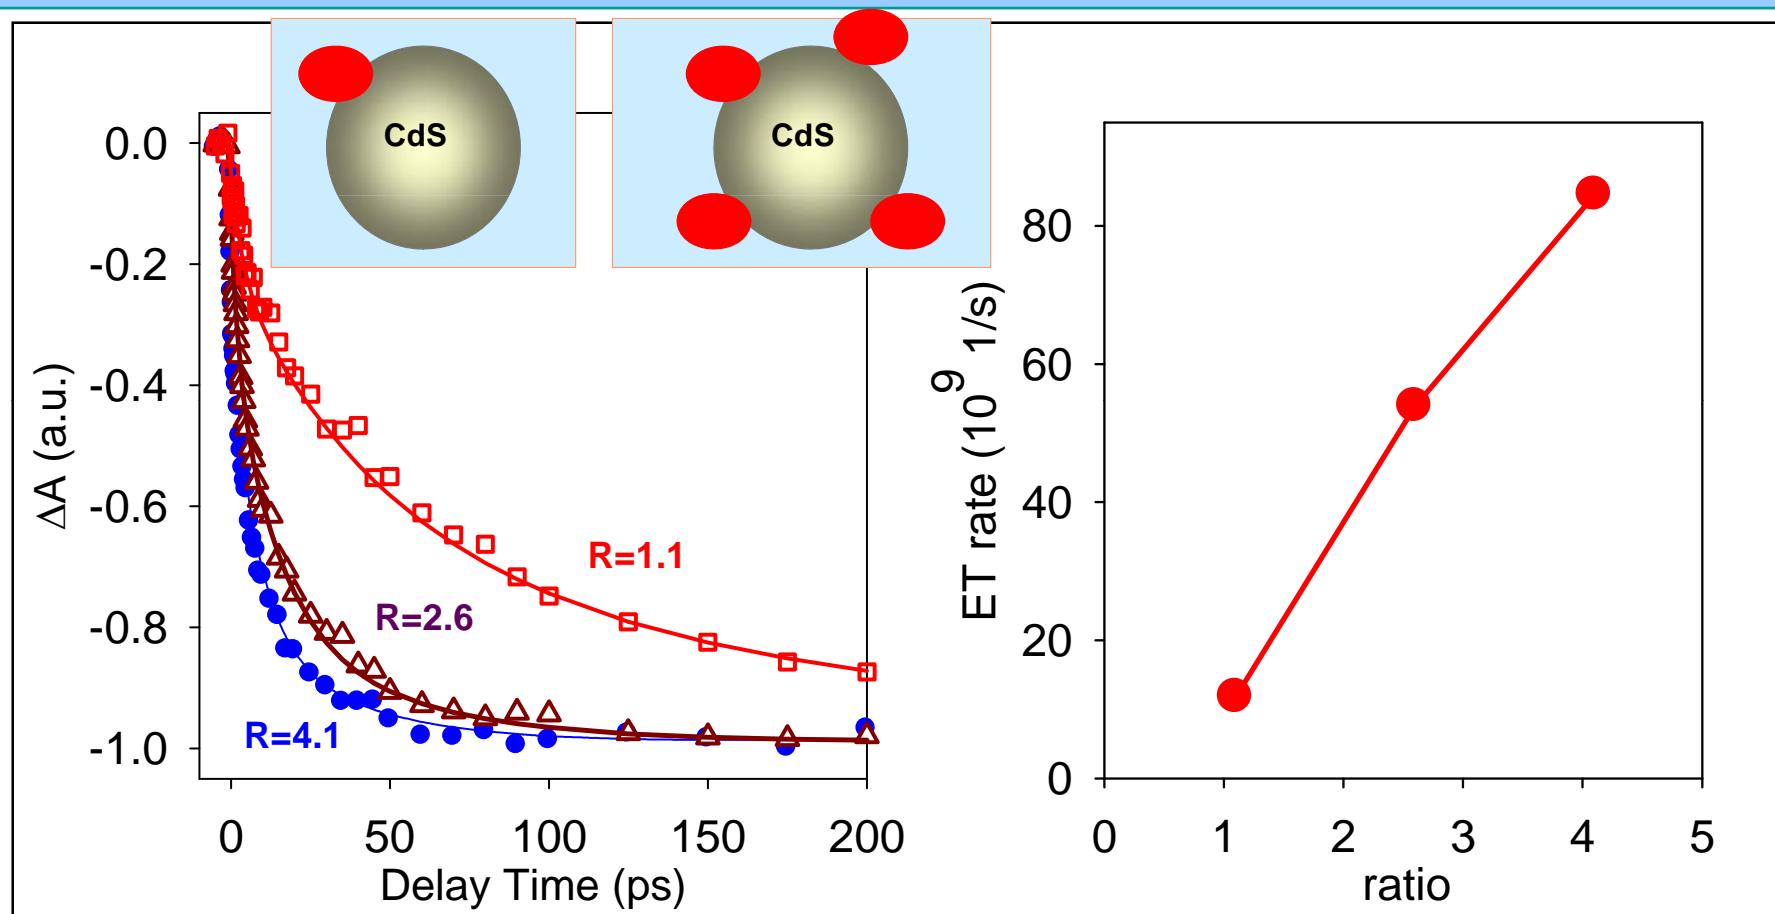 CdS
CdS
0.0
-0.2
-0.4
-0.6
-0.8
-1.0
ΔA (a.u.)
R=1.1
R=2.6
R=4.1
0 50 100 150 200
Delay Time (ps)
80
60
40
20
0
ET rate (10⁹ 1/s)
0 1 2 3 4 5
ratio